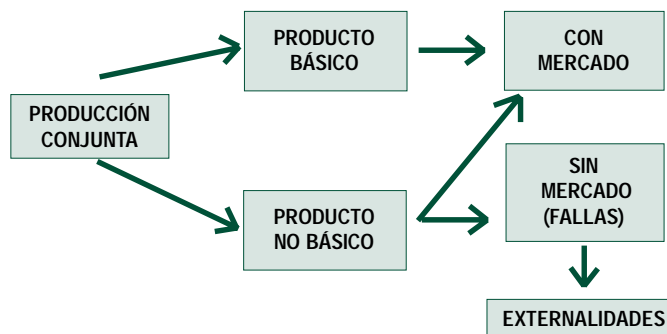 PRODUCTO
BÁSICO
CON
MERCADO
PRODUCCIÓN
CONJUNTA
PRODUCTO
NO BÁSICO
SIN
MERCADO
(FALLAS)
EXTERNALIDADES